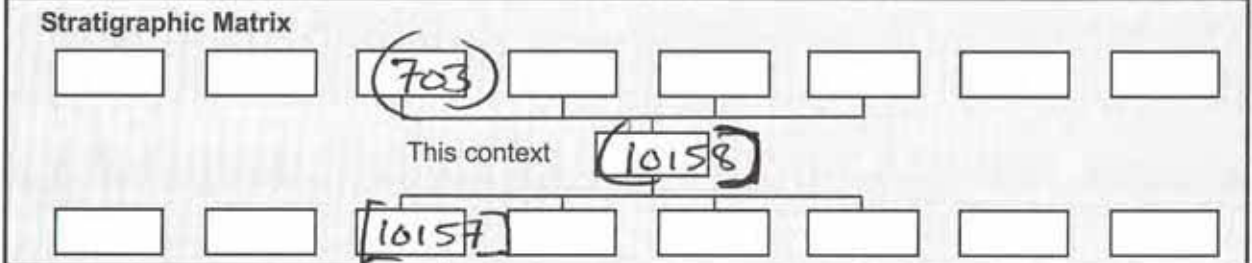 Stratigraphic Matrix
(703)
This context (10158)
[10157]